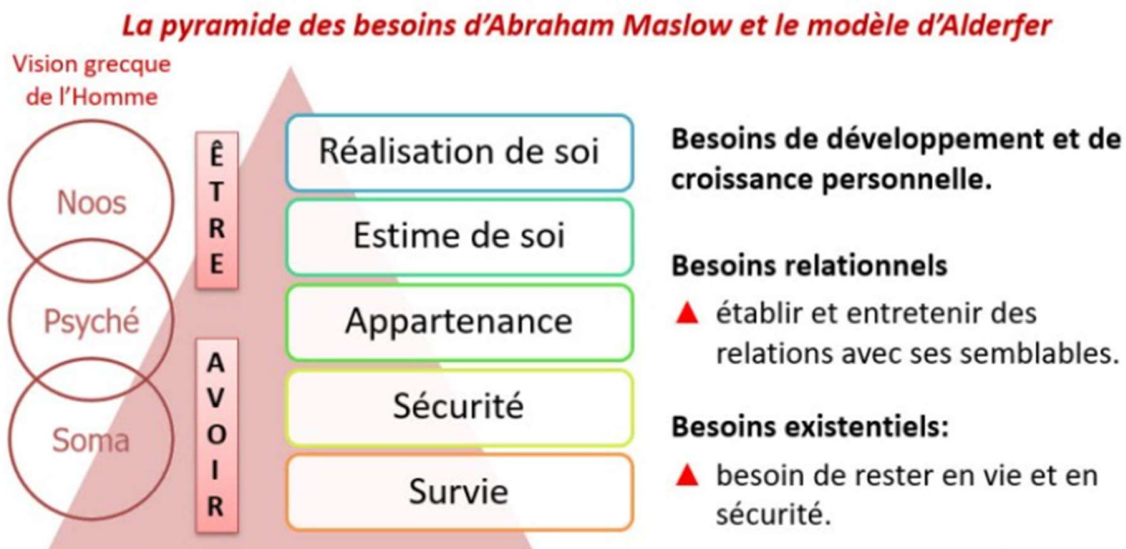 La pyramide des besoins d'Abraham Maslow et le modèle d'Alderfer
Vision grecque
de l'Homme
Noos
Psyché
Soma
ÊTRE
AVOIR
Réalisation de soi
Estime de soi
Appartenance
Sécurité
Survie
Besoins de développement et de
croissance personnelle.
Besoins relationnels
établir et entretenir des
relations avec ses semblables.
Besoins existentiels:
besoin de rester en vie et en
sécurité.